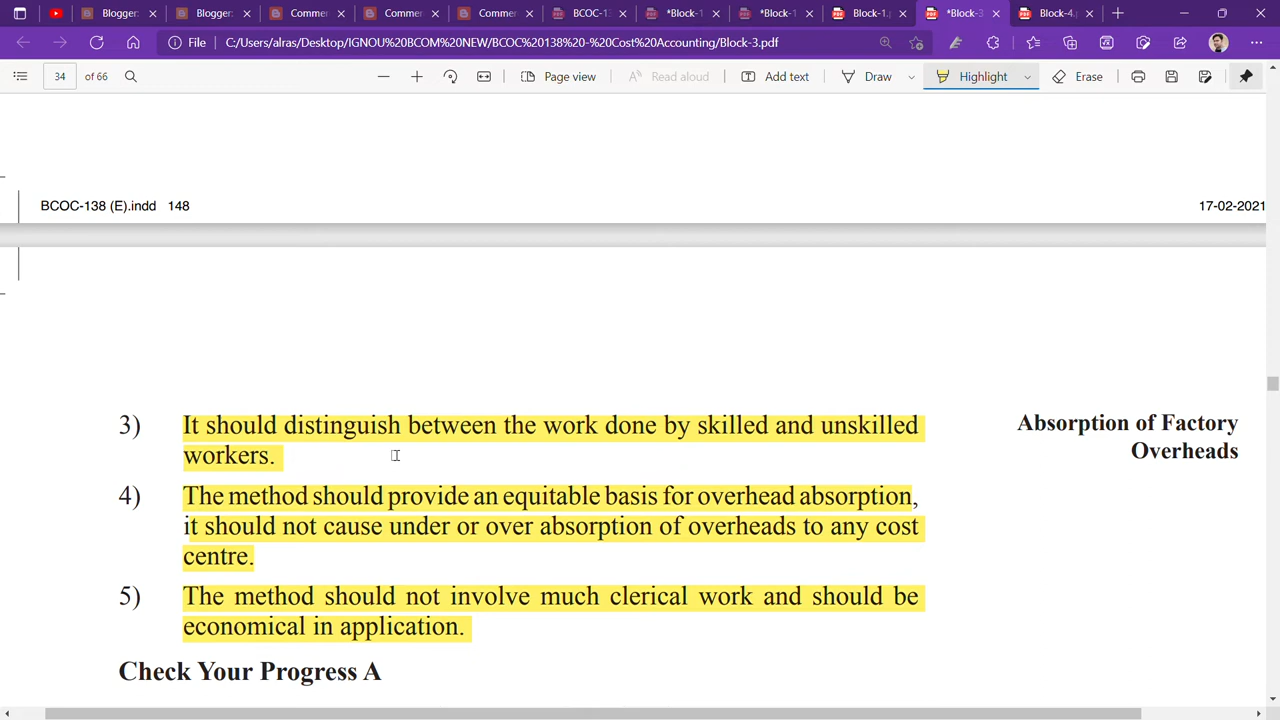 Blogger:
Blogger:
Comme
Comme
Comme
BCOC-1
*Block-1
*Block-1
Block-1.
*Block-3
Block-4.
File
C:/Users/alras/Desktop/IGNOU%20BCOM%20NEW/BCOC%20138%20-%20Cost%20Accounting/Block-3.pdf
34 of 66
Page view
Read aloud
Add text
Draw
Highlight
Erase
BCOC-138 (E).indd 148
17-02-2021
3) It should distinguish between the work done by skilled and unskilled
workers.
Absorption of Factory
Overheads
4) The method should provide an equitable basis for overhead absorption,
it should not cause under or over absorption of overheads to any cost
centre.
5) The method should not involve much clerical work and should be
economical in application.
Check Your Progress A